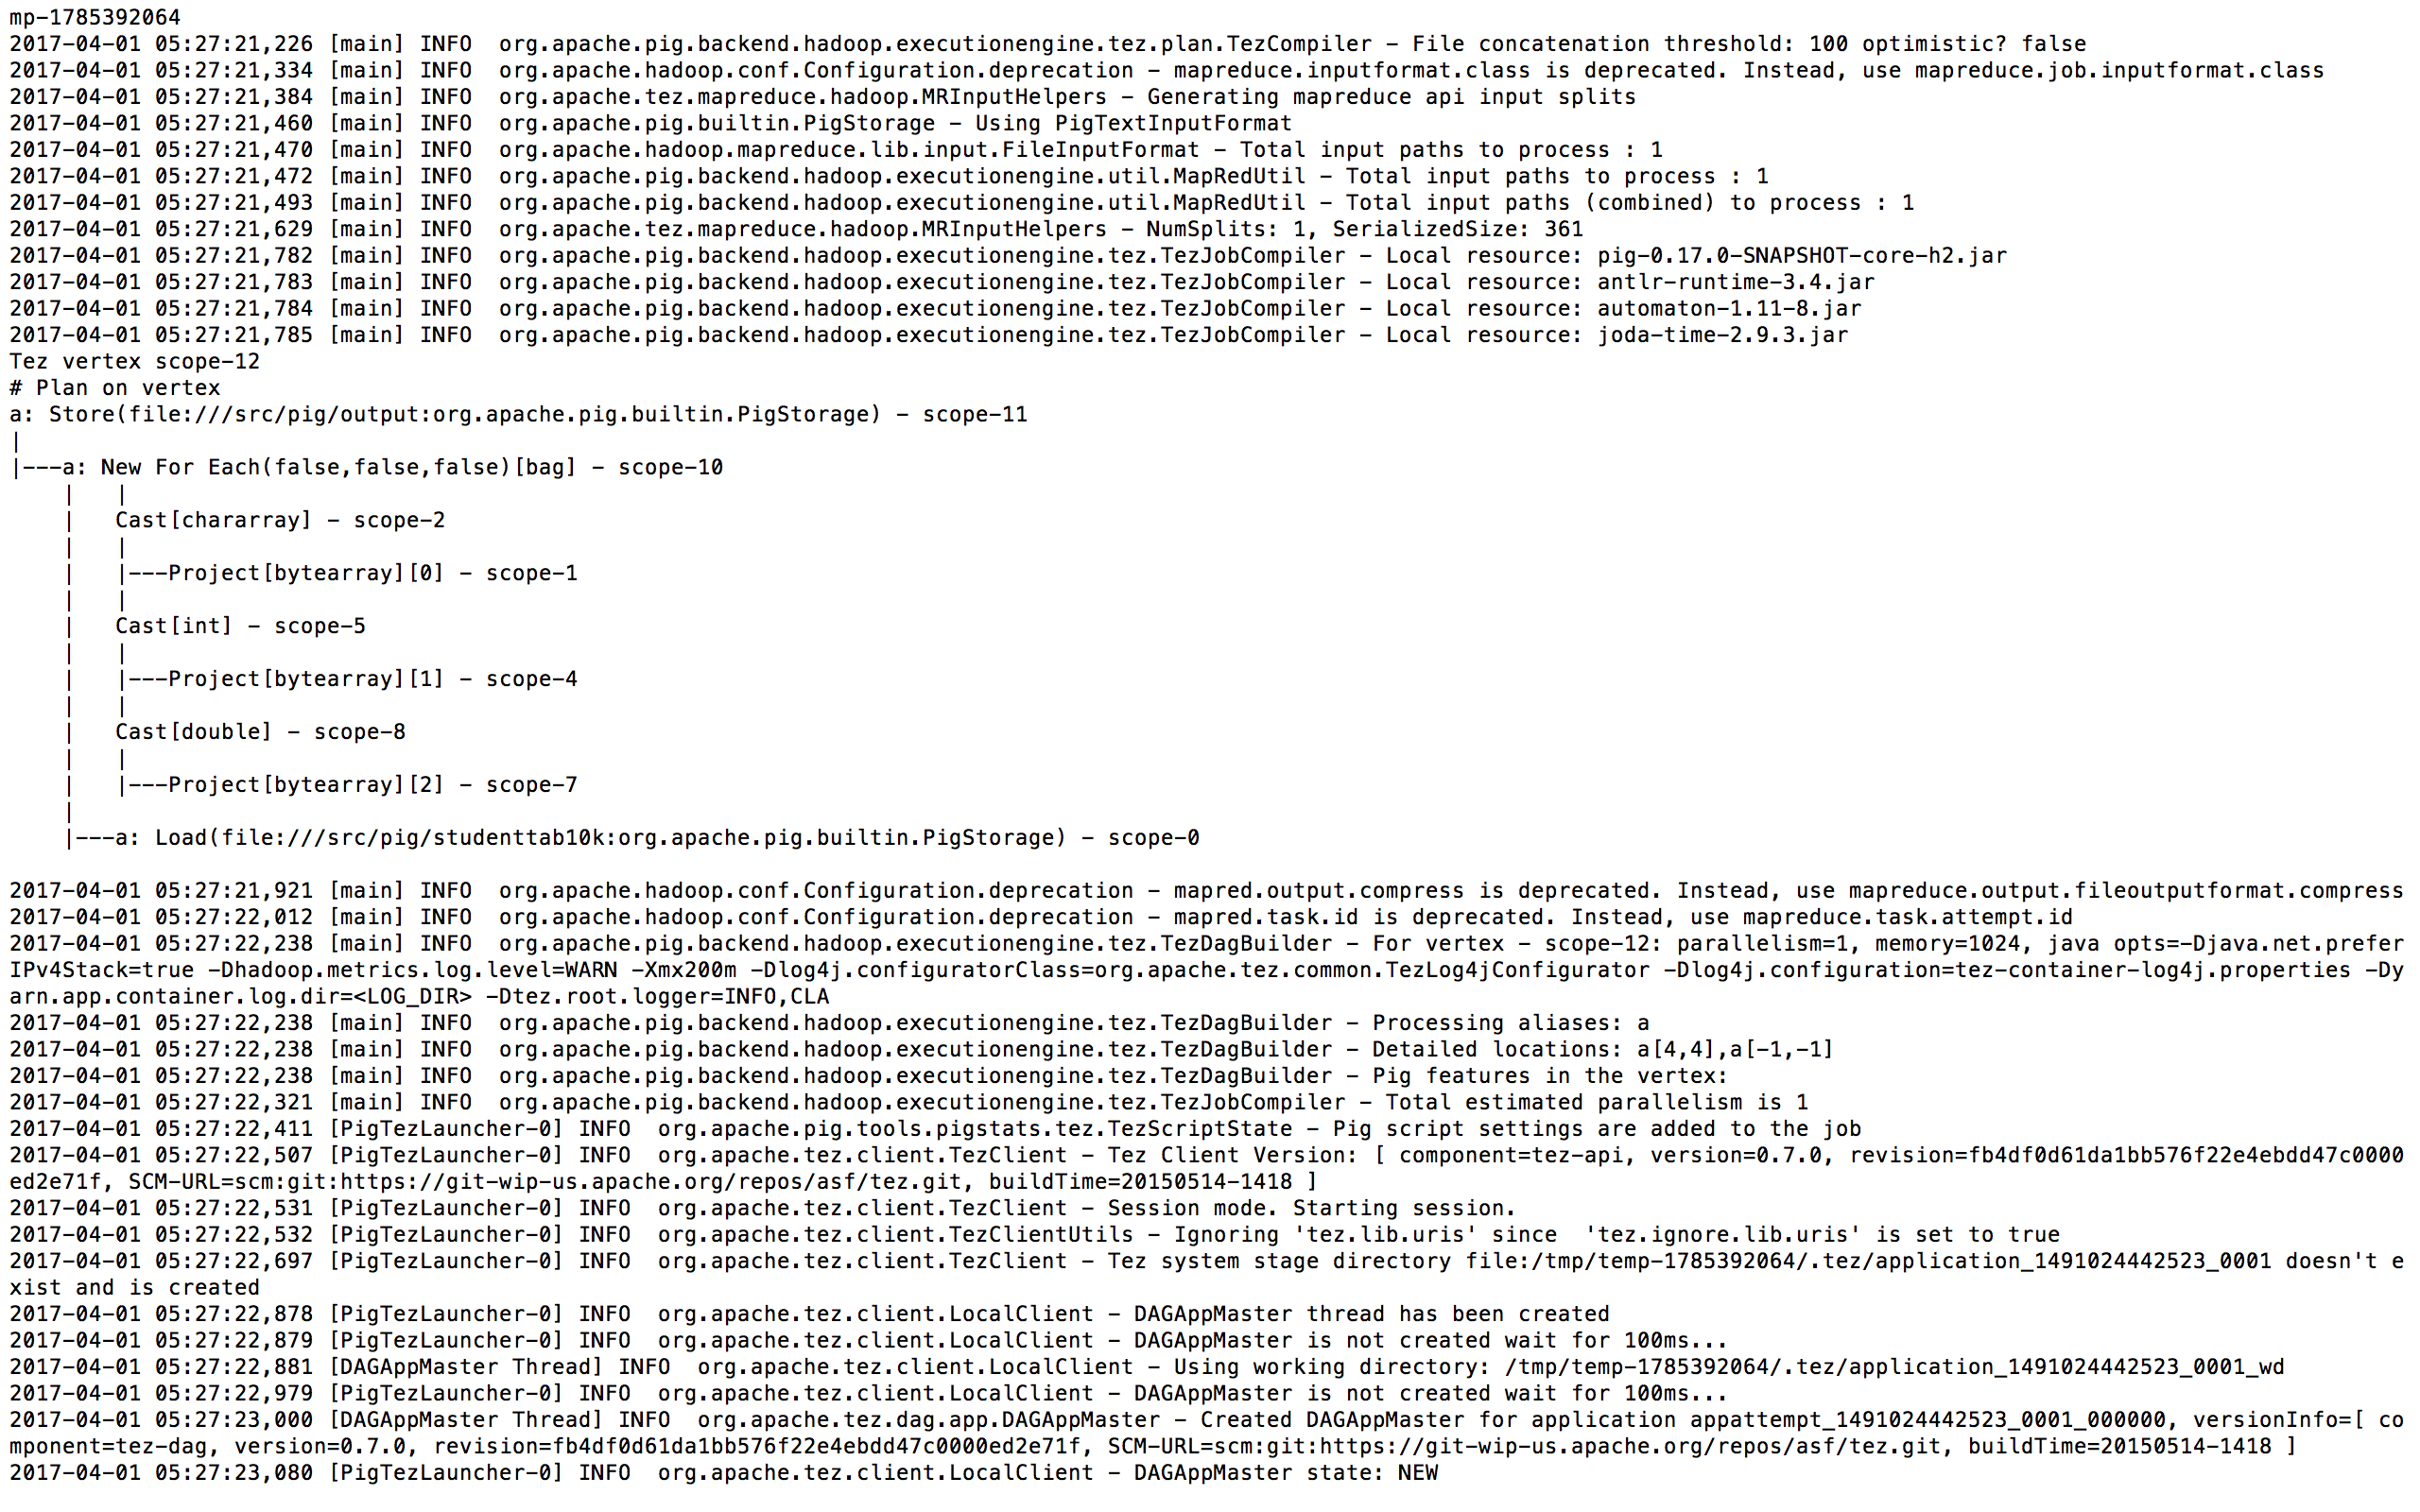 mp-1785392064
2017-04-01 05:27:21,226 [main] INFO  org.apache.pig.backend.hadoop.executionengine.tez.plan.TezCompiler - File concatenation threshold: 100 optimistic? false
2017-04-01 05:27:21,334 [main] INFO  org.apache.hadoop.conf.Configuration.deprecation - mapreduce.inputformat.class is deprecated. Instead, use mapreduce.job.inputformat.class
2017-04-01 05:27:21,384 [main] INFO  org.apache.tez.mapreduce.hadoop.MRInputHelpers - Generating mapreduce api input splits
2017-04-01 05:27:21,460 [main] INFO  org.apache.pig.builtin.PigStorage - Using PigTextInputFormat
2017-04-01 05:27:21,470 [main] INFO  org.apache.hadoop.mapreduce.lib.input.FileInputFormat - Total input paths to process : 1
2017-04-01 05:27:21,472 [main] INFO  org.apache.pig.backend.hadoop.executionengine.util.MapRedUtil - Total input paths to process : 1
2017-04-01 05:27:21,493 [main] INFO  org.apache.pig.backend.hadoop.executionengine.util.MapRedUtil - Total input paths (combined) to process : 1
2017-04-01 05:27:21,629 [main] INFO  org.apache.tez.mapreduce.hadoop.MRInputHelpers - NumSplits: 1, SerializedSize: 361
2017-04-01 05:27:21,782 [main] INFO  org.apache.pig.backend.hadoop.executionengine.tez.TezJobCompiler - Local resource: pig-0.17.0-SNAPSHOT-core-h2.jar
2017-04-01 05:27:21,783 [main] INFO  org.apache.pig.backend.hadoop.executionengine.tez.TezJobCompiler - Local resource: antlr-runtime-3.4.jar
2017-04-01 05:27:21,784 [main] INFO  org.apache.pig.backend.hadoop.executionengine.tez.TezJobCompiler - Local resource: automaton-1.11-8.jar
2017-04-01 05:27:21,785 [main] INFO  org.apache.pig.backend.hadoop.executionengine.tez.TezJobCompiler - Local resource: joda-time-2.9.3.jar
Tez vertex scope-12
# Plan on vertex
a: Store(file:///src/pig/output:org.apache.pig.builtin.PigStorage) - scope-11
|
|---a: New For Each(false,false,false)[bag] - scope-10
    |   |
    |   Cast[chararray] - scope-2
    |   |
    |   |---Project[bytearray][0] - scope-1
    |   |
    |   Cast[int] - scope-5
    |   |
    |   |---Project[bytearray][1] - scope-4
    |   |
    |   Cast[double] - scope-8
    |   |
    |   |---Project[bytearray][2] - scope-7
    |
    |---a: Load(file:///src/pig/studenttab10k:org.apache.pig.builtin.PigStorage) - scope-0

2017-04-01 05:27:21,921 [main] INFO  org.apache.hadoop.conf.Configuration.deprecation - mapred.output.compress is deprecated. Instead, use mapreduce.output.fileoutputformat.compress
2017-04-01 05:27:22,012 [main] INFO  org.apache.hadoop.conf.Configuration.deprecation - mapred.task.id is deprecated. Instead, use mapreduce.task.attempt.id
2017-04-01 05:27:22,238 [main] INFO  org.apache.pig.backend.hadoop.executionengine.tez.TezDagBuilder - For vertex - scope-12: parallelism=1, memory=1024, java opts=-Djava.net.prefer
IPv4Stack=true -Dhadoop.metrics.log.level=WARN -Xmx200m -Dlog4j.configuratorClass=org.apache.tez.common.TezLog4jConfigurator -Dlog4j.configuration=tez-container-log4j.properties -Dy
arn.app.container.log.dir=<LOG_DIR> -Dtez.root.logger=INFO,CLA
2017-04-01 05:27:22,238 [main] INFO  org.apache.pig.backend.hadoop.executionengine.tez.TezDagBuilder - Processing aliases: a
2017-04-01 05:27:22,238 [main] INFO  org.apache.pig.backend.hadoop.executionengine.tez.TezDagBuilder - Detailed locations: a[4,4],a[-1,-1]
2017-04-01 05:27:22,238 [main] INFO  org.apache.pig.backend.hadoop.executionengine.tez.TezDagBuilder - Pig features in the vertex:
2017-04-01 05:27:22,321 [main] INFO  org.apache.pig.backend.hadoop.executionengine.tez.TezJobCompiler - Total estimated parallelism is 1
2017-04-01 05:27:22,411 [PigTezLauncher-0] INFO  org.apache.pig.tools.pigstats.tez.TezScriptState - Pig script settings are added to the job
2017-04-01 05:27:22,507 [PigTezLauncher-0] INFO  org.apache.tez.client.TezClient - Tez Client Version: [ component=tez-api, version=0.7.0, revision=fb4df0d61da1bb576f22e4ebdd47c0000
ed2e71f, SCM-URL=scm:git:https://git-wip-us.apache.org/repos/asf/tez.git, buildTime=20150514-1418 ]
2017-04-01 05:27:22,531 [PigTezLauncher-0] INFO  org.apache.tez.client.TezClient - Session mode. Starting session.
2017-04-01 05:27:22,532 [PigTezLauncher-0] INFO  org.apache.tez.client.TezClientUtils - Ignoring 'tez.lib.uris' since  'tez.ignore.lib.uris' is set to true
2017-04-01 05:27:22,697 [PigTezLauncher-0] INFO  org.apache.tez.client.TezClient - Tez system stage directory file:/tmp/temp-1785392064/.tez/application_1491024442523_0001 doesn't e
xist and is created
2017-04-01 05:27:22,878 [PigTezLauncher-0] INFO  org.apache.tez.client.LocalClient - DAGAppMaster thread has been created
2017-04-01 05:27:22,879 [PigTezLauncher-0] INFO  org.apache.tez.client.LocalClient - DAGAppMaster is not created wait for 100ms...
2017-04-01 05:27:22,881 [DAGAppMaster Thread] INFO  org.apache.tez.client.LocalClient - Using working directory: /tmp/temp-1785392064/.tez/application_1491024442523_0001_wd
2017-04-01 05:27:22,979 [PigTezLauncher-0] INFO  org.apache.tez.client.LocalClient - DAGAppMaster is not created wait for 100ms...
2017-04-01 05:27:23,000 [DAGAppMaster Thread] INFO  org.apache.tez.dag.app.DAGAppMaster - Created DAGAppMaster for application appattempt_1491024442523_0001_000000, versionInfo=[ co
mponent=tez-dag, version=0.7.0, revision=fb4df0d61da1bb576f22e4ebdd47c0000ed2e71f, SCM-URL=scm:git:https://git-wip-us.apache.org/repos/asf/tez.git, buildTime=20150514-1418 ]
2017-04-01 05:27:23,080 [PigTezLauncher-0] INFO  org.apache.tez.client.LocalClient - DAGAppMaster state: NEW